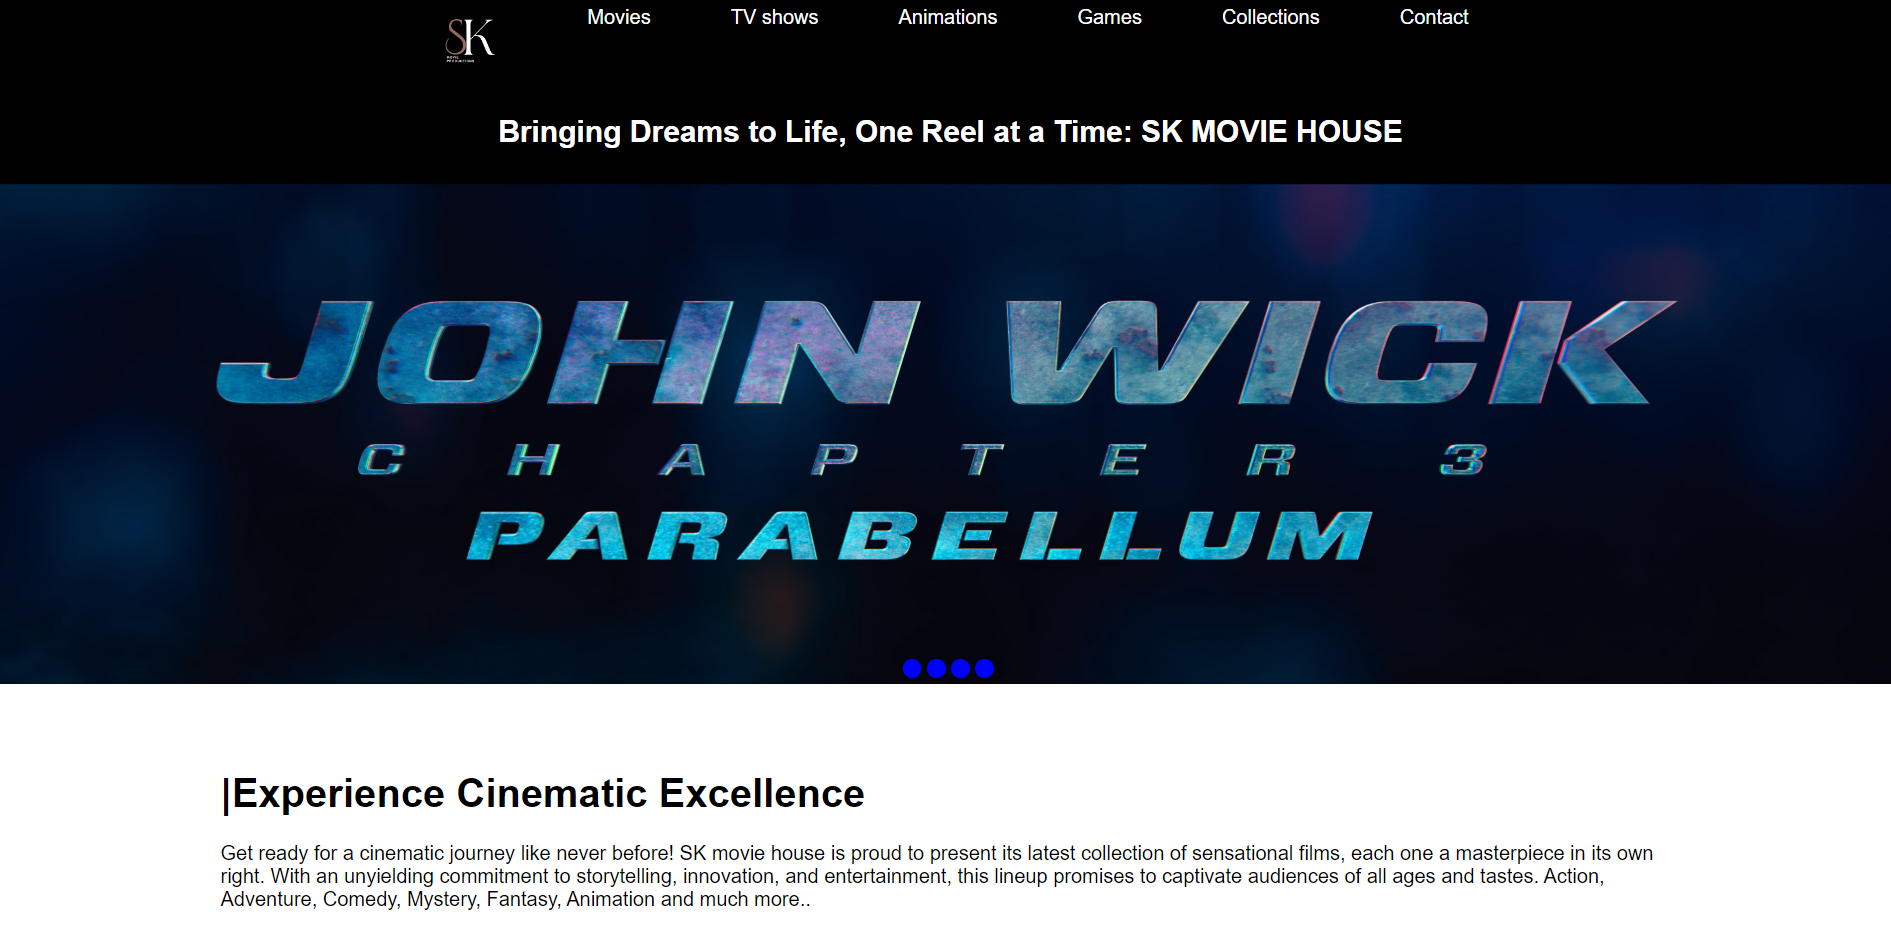 SK
MOVIE
PRODUCTIONS
Movies TV shows Animations Games Collections Contact
Bringing Dreams to Life, One Reel at a Time: SK MOVIE HOUSE
JOHN WICK
CHAPTER 3
PARABELLUM
|Experience Cinematic Excellence
Get ready for a cinematic journey like never before! SK movie house is proud to present its latest collection of sensational films, each one a masterpiece in its own
right. With an unyielding commitment to storytelling, innovation, and entertainment, this lineup promises to captivate audiences of all ages and tastes. Action,
Adventure, Comedy, Mystery, Fantasy, Animation and much more..